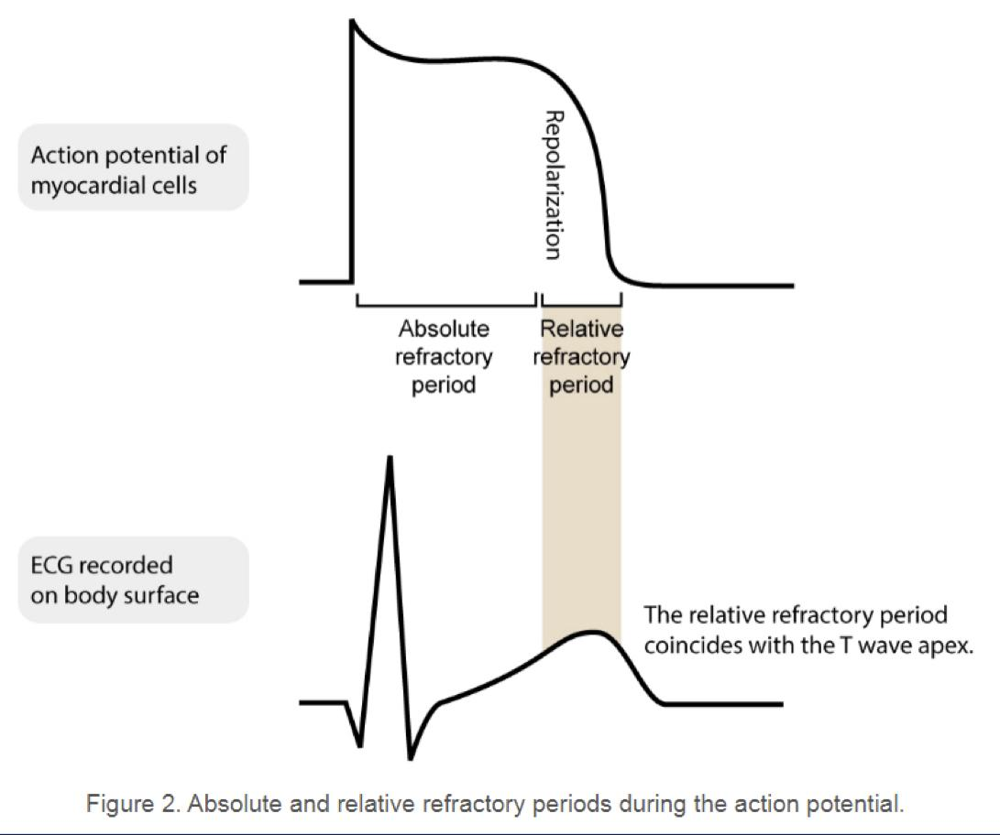 Action potential of
myocardial cells
Repolarization
Absolute
refractory
period
Relative
refractory
period
ECG recorded
on body surface
The relative refractory period
coincides with the T wave apex.
Figure 2. Absolute and relative refractory periods during the action potential.